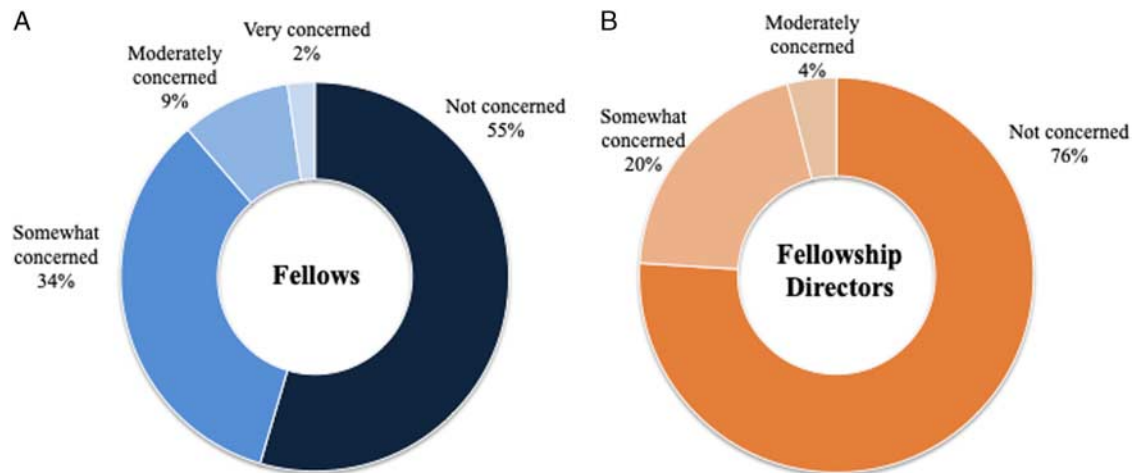 A
Very concerned
2%
Moderately
concerned
9%
Not concerned
55%
Somewhat
concerned
34%
Fellows
B
Moderately
concerned
4%
Somewhat
concerned
20%
Not concerned
76%
Fellowship
Directors